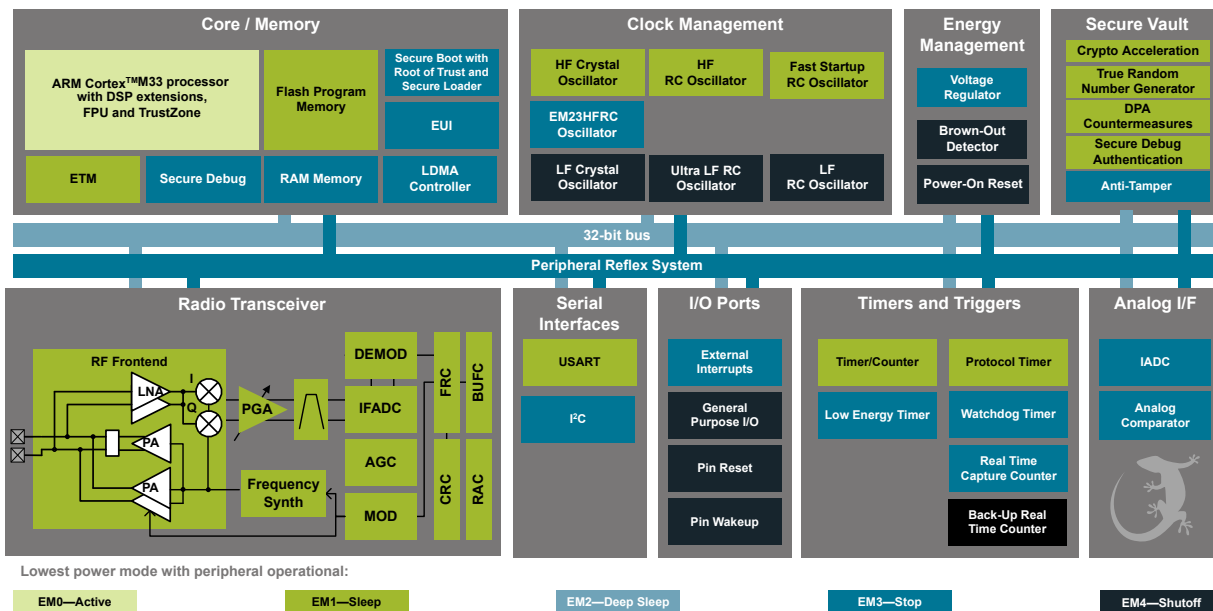 Core / Memory
ARM Cortex™M33 processor
with DSP extensions,
FPU and TrustZone
Flash Program
Memory
Secure Boot with
Root of Trust and
Secure Loader
EUI
ETM
Secure Debug
RAM Memory
LDMA
Controller
Clock Management
HF Crystal
Oscillator
HF
RC Oscillator
Fast Startup
RC Oscillator
EM23HFRC
Oscillator
LF Crystal
Oscillator
Ultra LF RC
Oscillator
LF
RC Oscillator
Energy
Management
Voltage
Regulator
Brown-Out
Detector
Power-On Reset
Secure Vault
Crypto Acceleration
True Random
Number Generator
DPA
Countermeasures
Secure Debug
Authentication
Anti-Tamper
32-bit bus
Peripheral Reflex System
Radio Transceiver
RF Frontend
LNA
I
Q
PA
PA
PGA
Frequency
Synth
DEMOD
IFADC
AGC
MOD
FRC
BUFC
CRC
RAC
Serial
Interfaces
USART
I²C
I/O Ports
External
Interrupts
General
Purpose I/O
Pin Reset
Pin Wakeup
Timers and Triggers
Timer/Counter
Protocol Timer
Low Energy Timer
Watchdog Timer
Real Time
Capture Counter
Back-Up Real
Time Counter
Analog I/F
IADC
Analog
Comparator
Lowest power mode with peripheral operational:
EM0—Active
EM1—Sleep
EM2—Deep Sleep
EM3—Stop
EM4—Shutoff